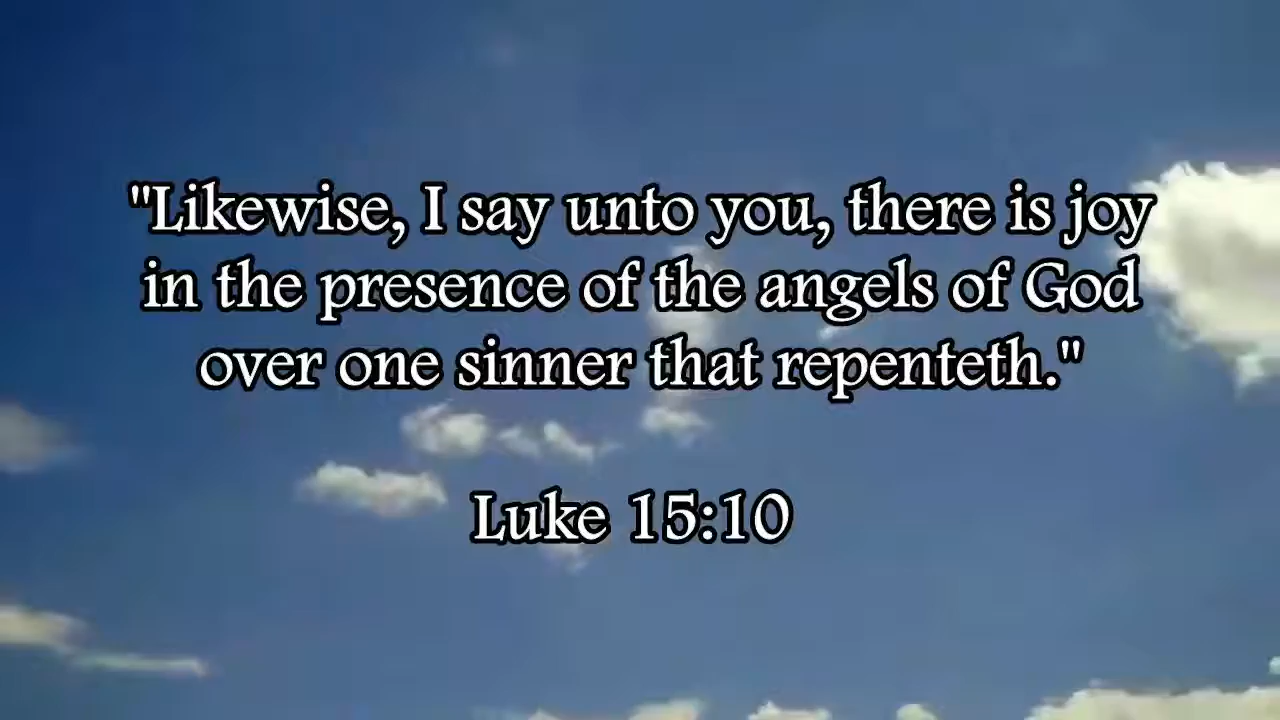 "Likewise, I say unto you, there is joy
in the presence of the angels of God
over one sinner that repenteth."
Luke 15:10